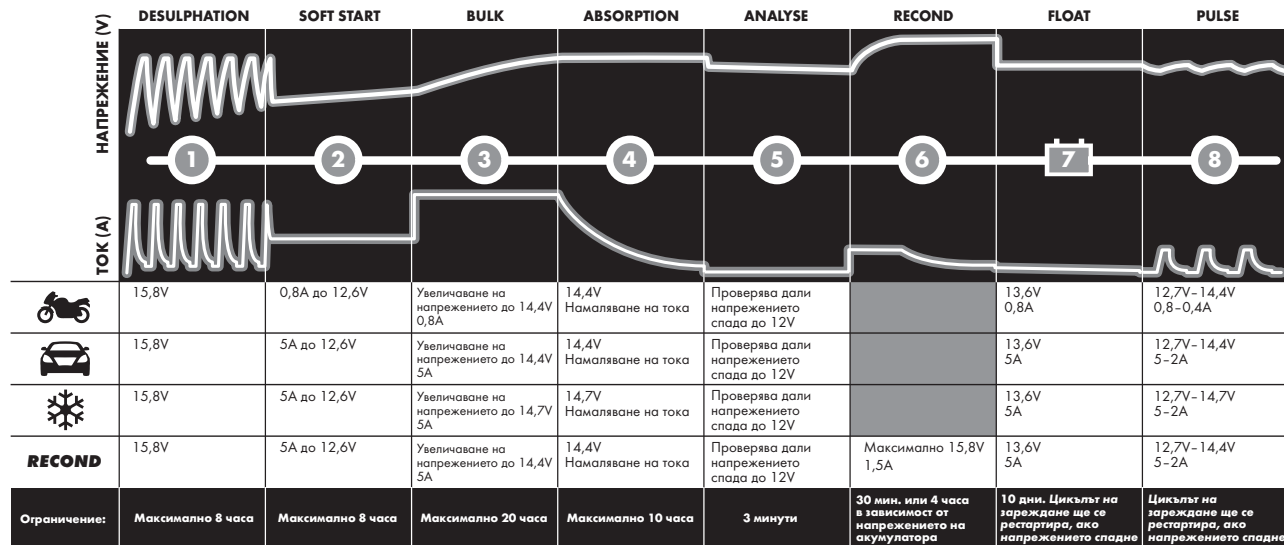 DESULPHATION SOFT START BULK ABSORPTION ANALYSE RECOND FLOAT PULSE
НАПРЕЖЕНИЕ (V)
1 2 3 4 5 6 7 8
ТОК (A)
15,8V
0,8A до 12,6V
Увеличаване на
напрежението до 14,4V
0,8A
14,4V
Намаляване на тока
Проверява дали
напрежението
спада до 12V
13,6V
0,8A
12,7V–14,4V
0,8–0,4A
15,8V
5A до 12,6V
Увеличаване на
напрежението до 14,4V
5A
14,4V
Намаляване на тока
Проверява дали
напрежението
спада до 12V
13,6V
5A
12,7V–14,4V
5–2A
15,8V
5A до 12,6V
Увеличаване на
напрежението до 14,7V
5A
14,7V
Намаляване на тока
Проверява дали
напрежението
спада до 12V
13,6V
5A
12,7V–14,7V
5–2A
RECOND
15,8V
5A до 12,6V
Увеличаване на
напрежението до 14,4V
5A
14,4V
Намаляване на тока
Проверява дали
напрежението
спада до 12V
Максимално 15,8V
1,5A
13,6V
5A
12,7V–14,4V
5–2A
Ограничение:
Максимално 8 часа
Максимално 8 часа
Максимално 20 часа
Максимално 10 часа
3 минути
30 мин. или 4 часа
в зависимост от
напрежението на
акумулатора
10 дни. Цикълът на
зареждане ще се
рестартира, ако
напрежението спадне
Цикълът на
зареждане ще се
рестартира, ако
напрежението спадне